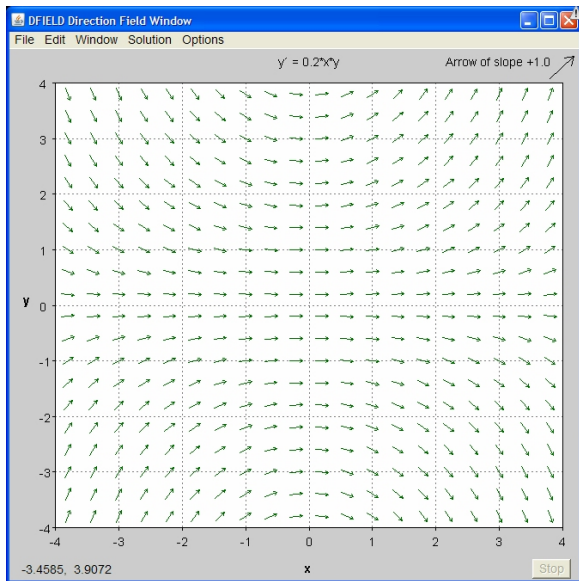 DFIELD Direction Field Window
File Edit Window Solution Options
y' = 0.2*x*y
Arrow of slope +1.0
4
3
2
1
y 0
-1
-2
-3
-4
-4 -3 -2 -1 0 1 2 3 4
-3.4585, 3.9072
x
Stop